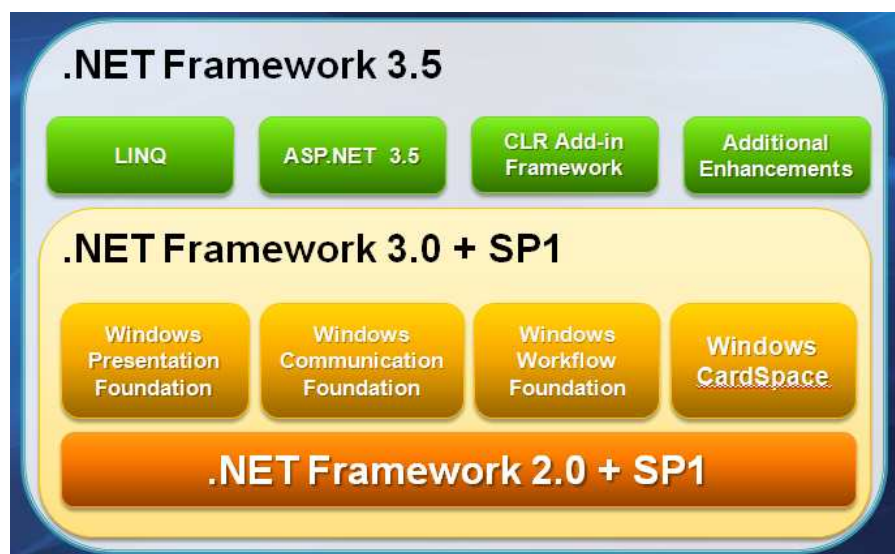 .NET Framework 3.5
LINQ
ASP.NET 3.5
CLR Add-in
Framework
Additional
Enhancements
.NET Framework 3.0 + SP1
Windows
Presentation
Foundation
Windows
Communication
Foundation
Windows
Workflow
Foundation
Windows
CardSpace
.NET Framework 2.0 + SP1